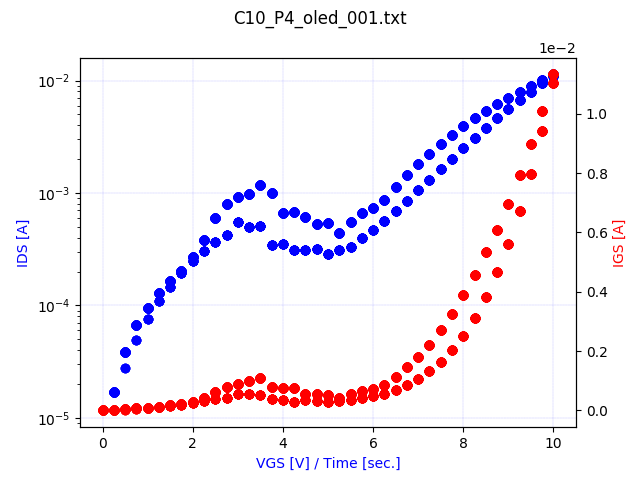 C10_P4_oled_001.txt
1e−2
10⁻²
10⁻³
10⁻⁴
10⁻⁵
IDS [A]
1.0
0.8
0.6
0.4
0.2
0.0
IGS [A]
0 2 4 6 8 10
VGS [V] / Time [sec.]